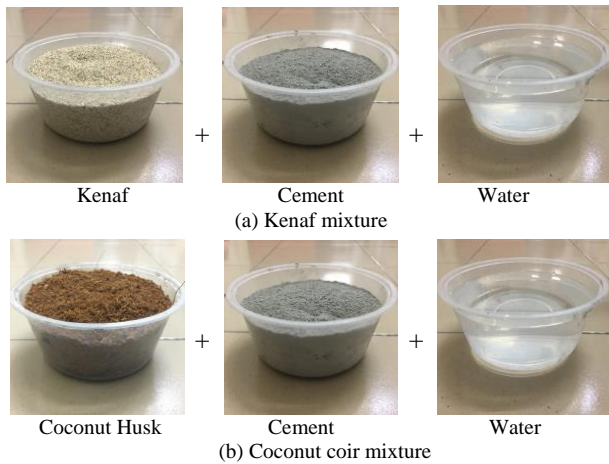 + +
Kenaf Cement Water
(a) Kenaf mixture
+ +
Coconut Husk Cement Water
(b) Coconut coir mixture